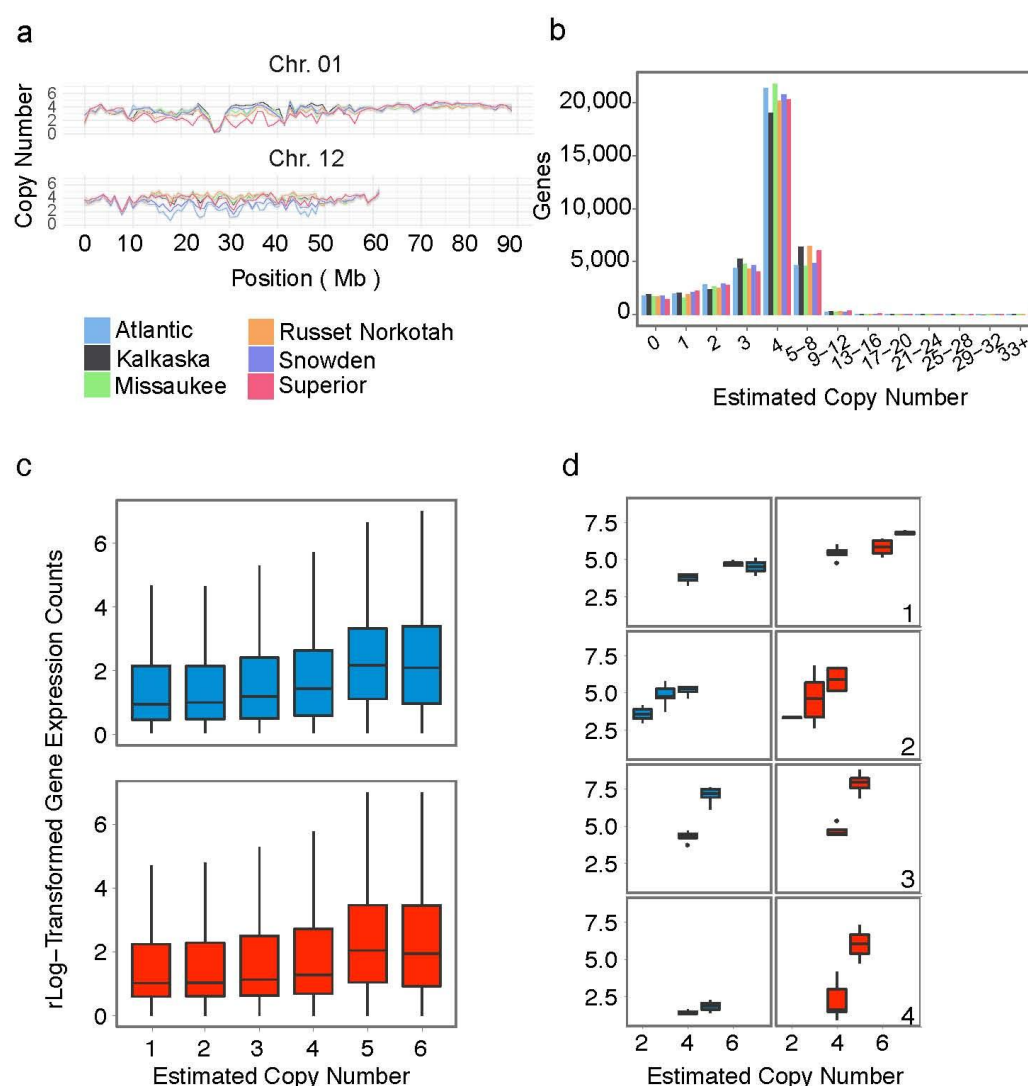 a
Chr. 01
6
4
2
0
Chr. 12
6
4
2
0
Copy Number
0 10 20 30 40 50 60 70 80 90
Position ( Mb )
Atlantic
Kalkaska
Missaukee
Russet Norkotah
Snowden
Superior
b
20,000
15,000
10,000
5,000
0
Genes
0 1 2 3 4 5–8 9–12 13–16 17–20 21–24 25–28 29–32 33+
Estimated Copy Number
c
6
4
2
0
6
4
2
0
rLog–Transformed Gene Expression Counts
1 2 3 4 5 6
Estimated Copy Number
d
7.5
5.0
2.5
1
7.5
5.0
2.5
2
7.5
5.0
2.5
3
7.5
5.0
2.5
4
2 4 6 2 4 6
Estimated Copy Number